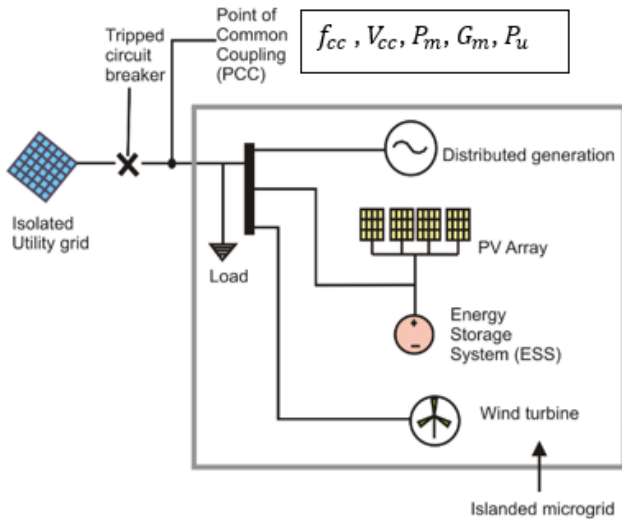 Point of
Common
Coupling
(PCC)
f_cc , V_cc, P_m, G_m, P_u
Tripped
circuit
breaker
Distributed generation
Isolated
Utility grid
Load
PV Array
+
−
Energy
Storage
System (ESS)
Wind turbine
Islanded microgrid